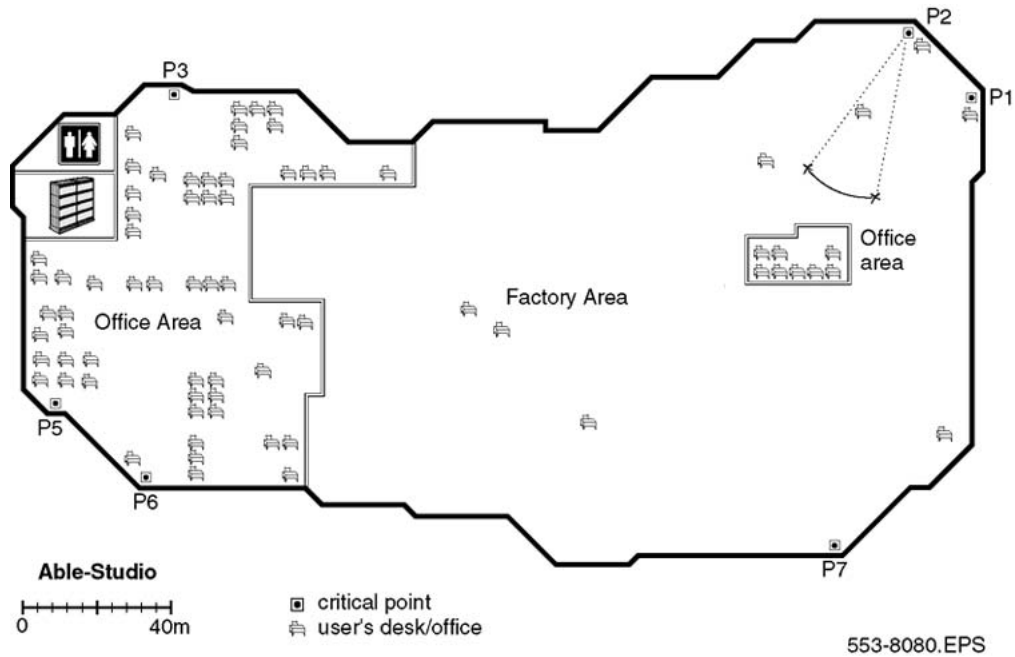 P2
P3
P1
Office
area
Factory Area
Office Area
P5
P6
P7
Able-Studio
0 40m
critical point
user's desk/office
553-8080.EPS